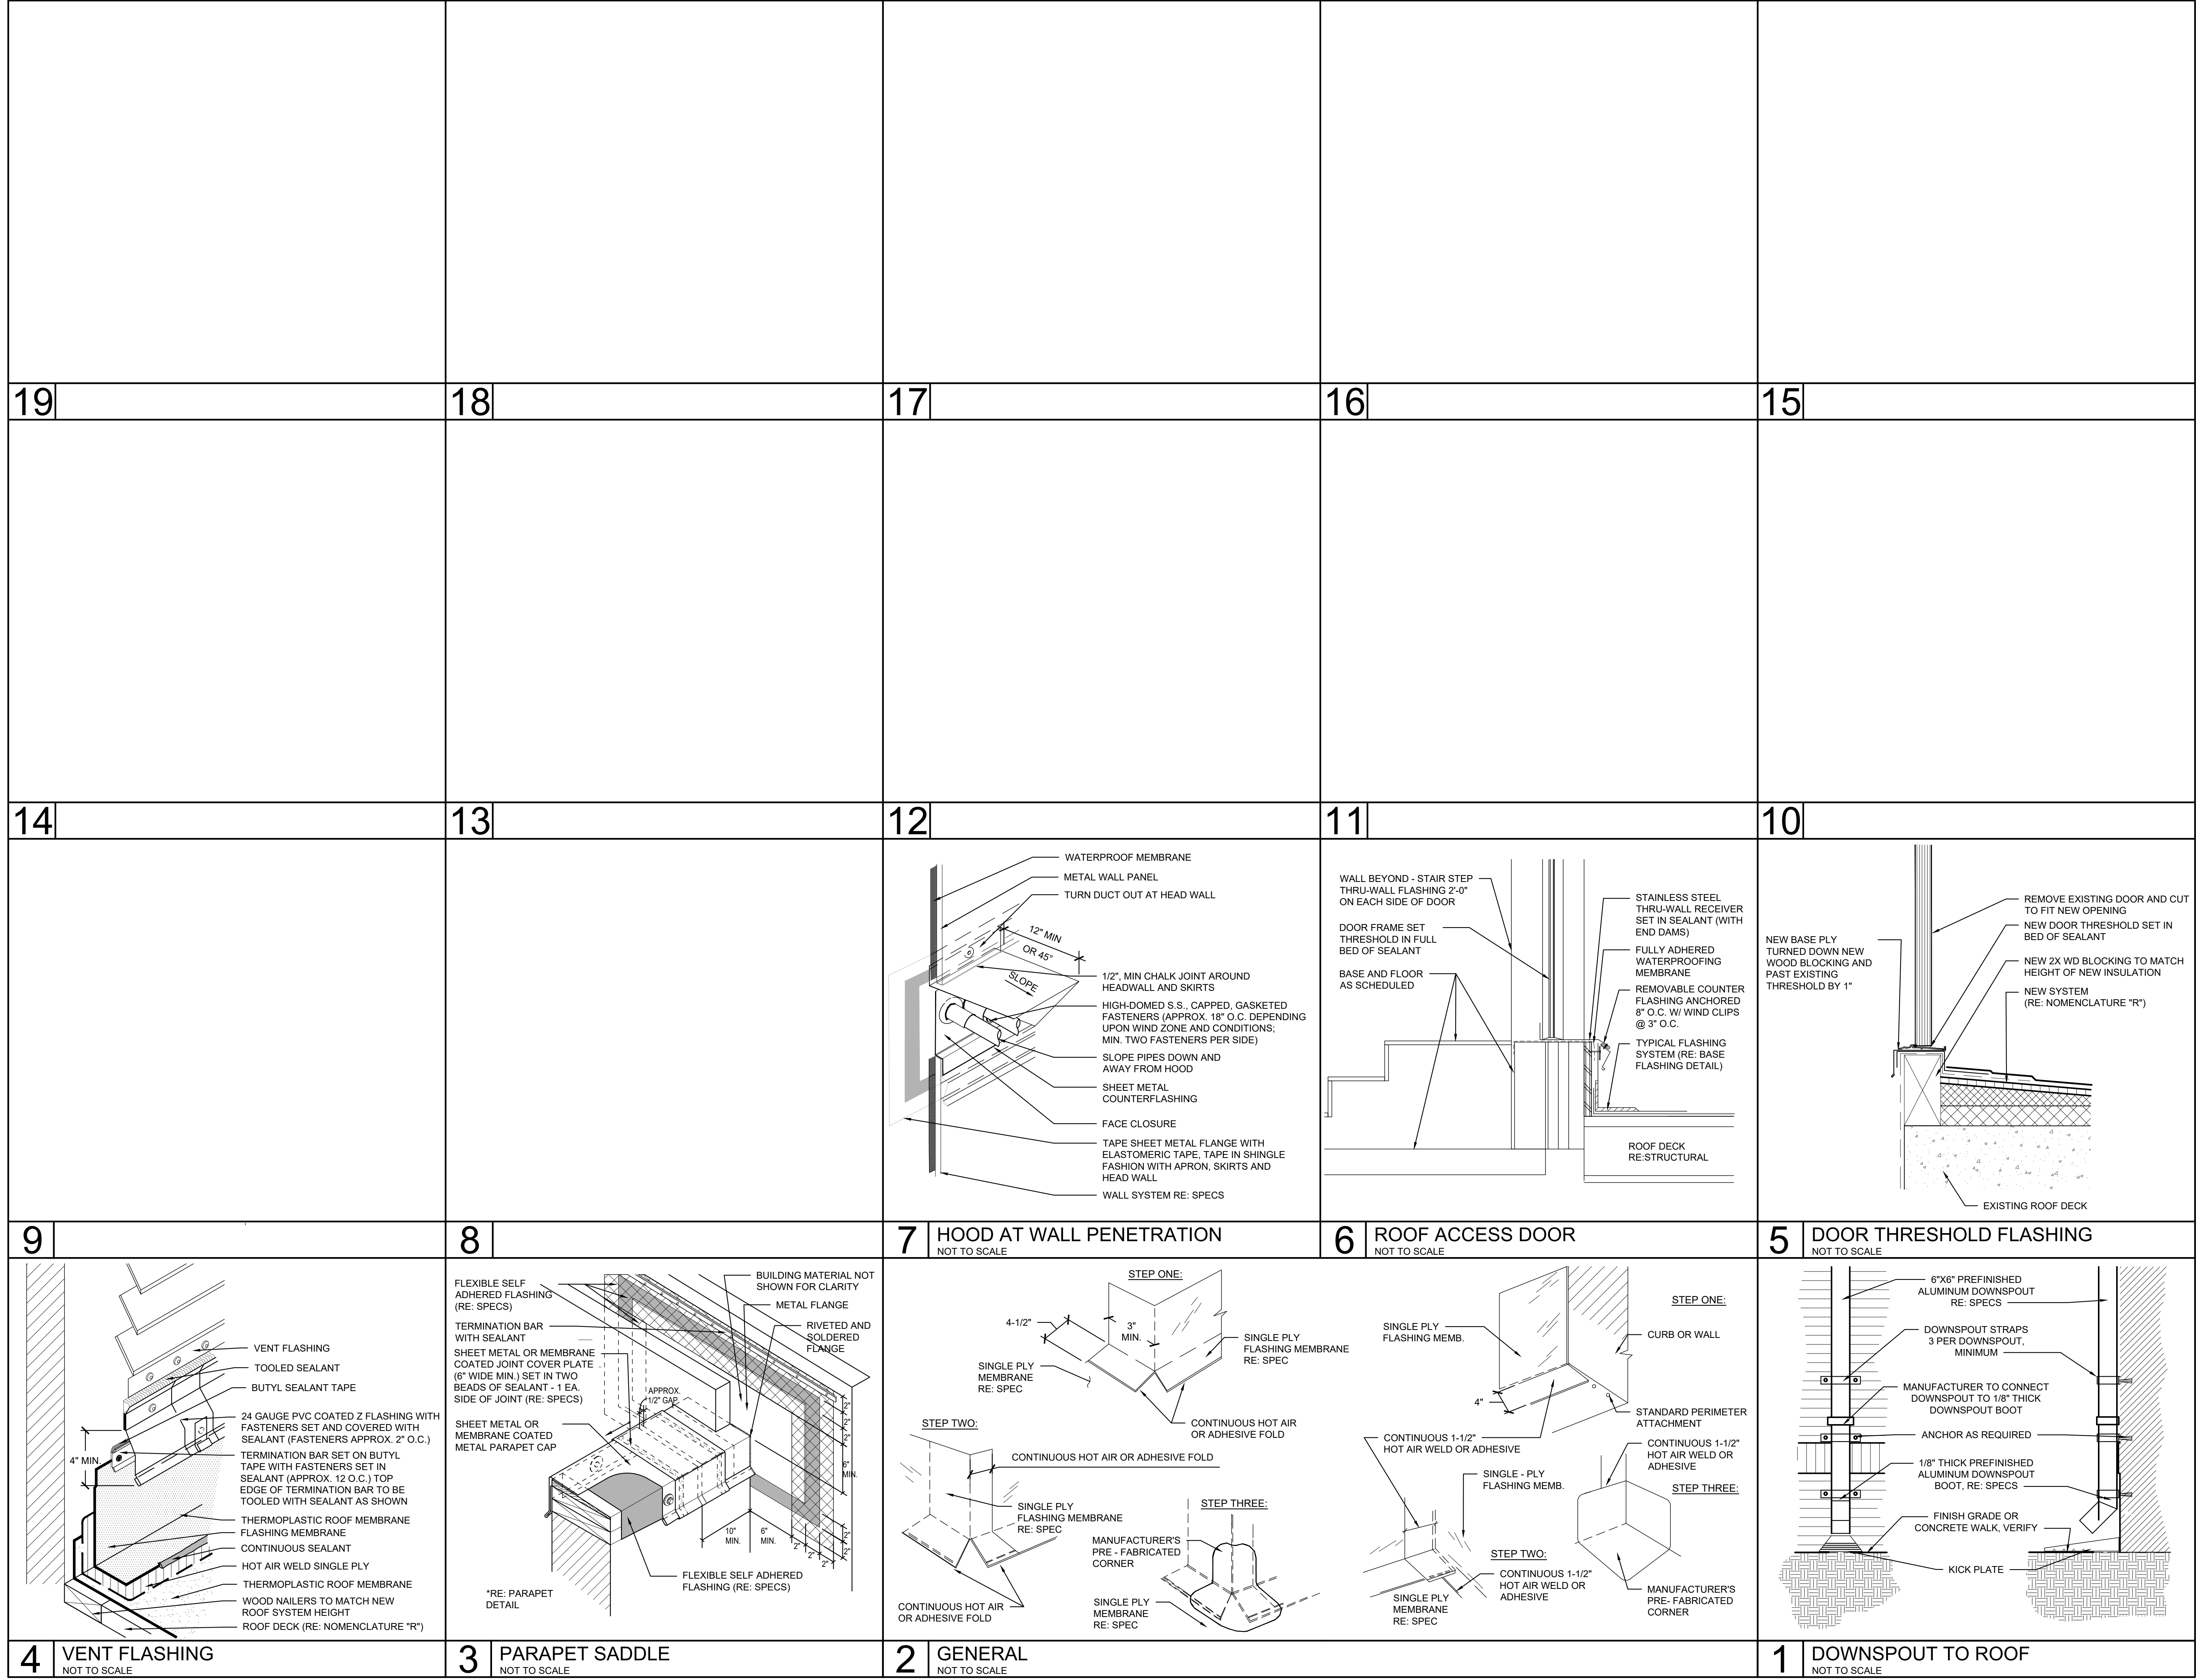 19
18
17
16
15
14
13
12
11
10
WATERPROOF MEMBRANE
METAL WALL PANEL
TURN DUCT OUT AT HEAD WALL
12" MIN
OR 45°
SLOPE
1/2", MIN CHALK JOINT AROUND
HEADWALL AND SKIRTS
HIGH-DOMED S.S., CAPPED, GASKETED
FASTENERS (APPROX. 18" O.C. DEPENDING
UPON WIND ZONE AND CONDITIONS;
MIN. TWO FASTENERS PER SIDE)
SLOPE PIPES DOWN AND
AWAY FROM HOOD
SHEET METAL
COUNTERFLASHING
FACE CLOSURE
TAPE SHEET METAL FLANGE WITH
ELASTOMERIC TAPE, TAPE IN SHINGLE
FASHION WITH APRON, SKIRTS AND
HEAD WALL
WALL SYSTEM RE: SPECS
WALL BEYOND - STAIR STEP
THRU-WALL FLASHING 2'-0"
ON EACH SIDE OF DOOR
DOOR FRAME SET
THRESHOLD IN FULL
BED OF SEALANT
BASE AND FLOOR
AS SCHEDULED
STAINLESS STEEL
THRU-WALL RECEIVER
SET IN SEALANT (WITH
END DAMS)
FULLY ADHERED
WATERPROOFING
MEMBRANE
REMOVABLE COUNTER
FLASHING ANCHORED
8" O.C. W/ WIND CLIPS
@ 3" O.C.
TYPICAL FLASHING
SYSTEM (RE: BASE
FLASHING DETAIL)
ROOF DECK
RE:STRUCTURAL
NEW BASE PLY
TURNED DOWN NEW
WOOD BLOCKING AND
PAST EXISTING
THRESHOLD BY 1"
REMOVE EXISTING DOOR AND CUT
TO FIT NEW OPENING
NEW DOOR THRESHOLD SET IN
BED OF SEALANT
NEW 2X WD BLOCKING TO MATCH
HEIGHT OF NEW INSULATION
NEW SYSTEM
(RE: NOMENCLATURE "R")
EXISTING ROOF DECK
9
8
7 HOOD AT WALL PENETRATION
NOT TO SCALE
6 ROOF ACCESS DOOR
NOT TO SCALE
5 DOOR THRESHOLD FLASHING
NOT TO SCALE
VENT FLASHING
TOOLED SEALANT
BUTYL SEALANT TAPE
24 GAUGE PVC COATED Z FLASHING WITH
FASTENERS SET AND COVERED WITH
SEALANT (FASTENERS APPROX. 2" O.C.)
4" MIN.
TERMINATION BAR SET ON BUTYL
TAPE WITH FASTENERS SET IN
SEALANT (APPROX. 12 O.C.) TOP
EDGE OF TERMINATION BAR TO BE
TOOLED WITH SEALANT AS SHOWN
THERMOPLASTIC ROOF MEMBRANE
FLASHING MEMBRANE
CONTINUOUS SEALANT
HOT AIR WELD SINGLE PLY
THERMOPLASTIC ROOF MEMBRANE
WOOD NAILERS TO MATCH NEW
ROOF SYSTEM HEIGHT
ROOF DECK (RE: NOMENCLATURE "R")
FLEXIBLE SELF
ADHERED FLASHING
(RE: SPECS)
TERMINATION BAR
WITH SEALANT
SHEET METAL OR MEMBRANE
COATED JOINT COVER PLATE
(6" WIDE MIN.) SET IN TWO
BEADS OF SEALANT - 1 EA.
SIDE OF JOINT (RE: SPECS)
SHEET METAL OR
MEMBRANE COATED
METAL PARAPET CAP
BUILDING MATERIAL NOT
SHOWN FOR CLARITY
METAL FLANGE
RIVETED AND
SOLDERED
FLANGE
APPROX.
1/2" GAP
2"
2"
2"
6"
MIN.
10"
MIN.
6"
MIN.
2"
2"
2"
2"
2"
FLEXIBLE SELF ADHERED
FLASHING (RE: SPECS)
*RE: PARAPET
DETAIL
STEP ONE:
4-1/2"
3"
MIN.
SINGLE PLY
MEMBRANE
RE: SPEC
SINGLE PLY
FLASHING MEMBRANE
RE: SPEC
CONTINUOUS HOT AIR
OR ADHESIVE FOLD
STEP TWO:
CONTINUOUS HOT AIR OR ADHESIVE FOLD
SINGLE PLY
FLASHING MEMBRANE
RE: SPEC
CONTINUOUS HOT AIR
OR ADHESIVE FOLD
STEP THREE:
MANUFACTURER'S
PRE - FABRICATED
CORNER
SINGLE PLY
MEMBRANE
RE: SPEC
STEP ONE:
SINGLE PLY
FLASHING MEMB.
CURB OR WALL
4"
STANDARD PERIMETER
ATTACHMENT
CONTINUOUS 1-1/2"
HOT AIR WELD OR ADHESIVE
SINGLE - PLY
FLASHING MEMB.
STEP TWO:
CONTINUOUS 1-1/2"
HOT AIR WELD OR
ADHESIVE
SINGLE PLY
MEMBRANE
RE: SPEC
CONTINUOUS 1-1/2"
HOT AIR WELD OR
ADHESIVE
STEP THREE:
MANUFACTURER'S
PRE- FABRICATED
CORNER
6"X6" PREFINISHED
ALUMINUM DOWNSPOUT
RE: SPECS
DOWNSPOUT STRAPS
3 PER DOWNSPOUT,
MINIMUM
MANUFACTURER TO CONNECT
DOWNSPOUT TO 1/8" THICK
DOWNSPOUT BOOT
ANCHOR AS REQUIRED
1/8" THICK PREFINISHED
ALUMINUM DOWNSPOUT
BOOT, RE: SPECS
FINISH GRADE OR
CONCRETE WALK, VERIFY
KICK PLATE
4 VENT FLASHING
NOT TO SCALE
3 PARAPET SADDLE
NOT TO SCALE
2 GENERAL
NOT TO SCALE
1 DOWNSPOUT TO ROOF
NOT TO SCALE